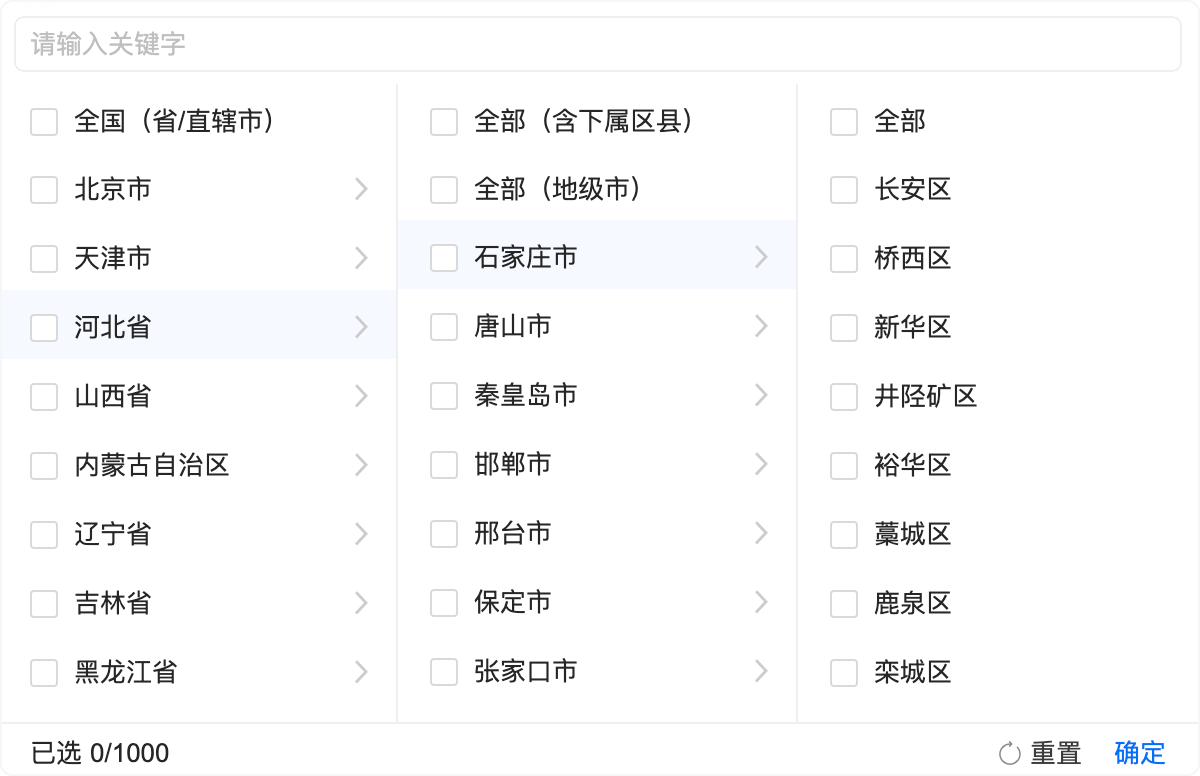 请输入关键字
全国（省/直辖市）
北京市
天津市
河北省
山西省
内蒙古自治区
辽宁省
吉林省
黑龙江省
全部（含下属区县）
全部（地级市）
石家庄市
唐山市
秦皇岛市
邯郸市
邢台市
保定市
张家口市
全部
长安区
桥西区
新华区
井陉矿区
裕华区
藁城区
鹿泉区
栾城区
已选 0/1000
重置
确定